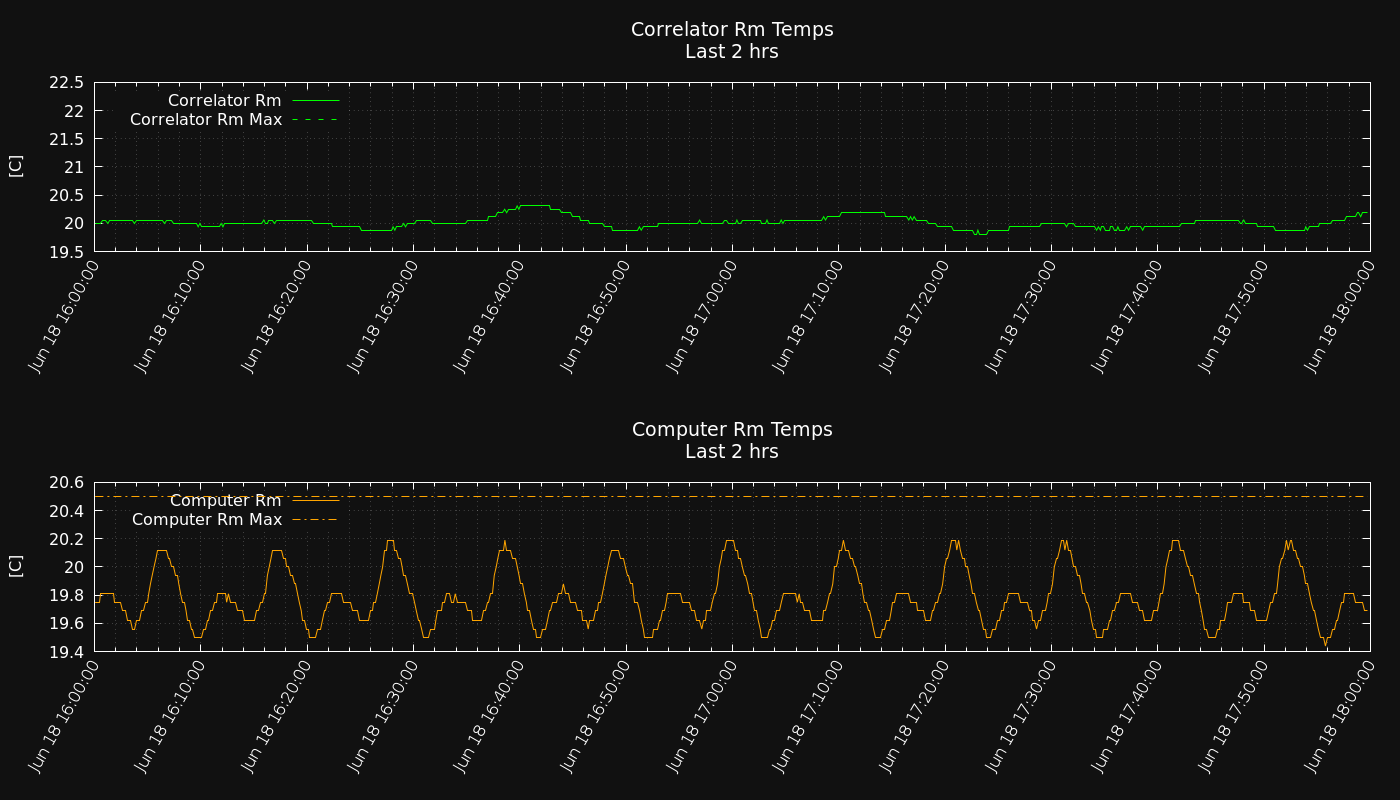 Correlator Rm Temps
Last 2 hrs
22.5
22
21.5
21
20.5
20
19.5
[C]
Correlator Rm
Correlator Rm Max
Jun 18 16:00:00
Jun 18 16:10:00
Jun 18 16:20:00
Jun 18 16:30:00
Jun 18 16:40:00
Jun 18 16:50:00
Jun 18 17:00:00
Jun 18 17:10:00
Jun 18 17:20:00
Jun 18 17:30:00
Jun 18 17:40:00
Jun 18 17:50:00
Jun 18 18:00:00
Computer Rm Temps
Last 2 hrs
20.6
20.4
20.2
20
19.8
19.6
19.4
[C]
Computer Rm
Computer Rm Max
Jun 18 16:00:00
Jun 18 16:10:00
Jun 18 16:20:00
Jun 18 16:30:00
Jun 18 16:40:00
Jun 18 16:50:00
Jun 18 17:00:00
Jun 18 17:10:00
Jun 18 17:20:00
Jun 18 17:30:00
Jun 18 17:40:00
Jun 18 17:50:00
Jun 18 18:00:00